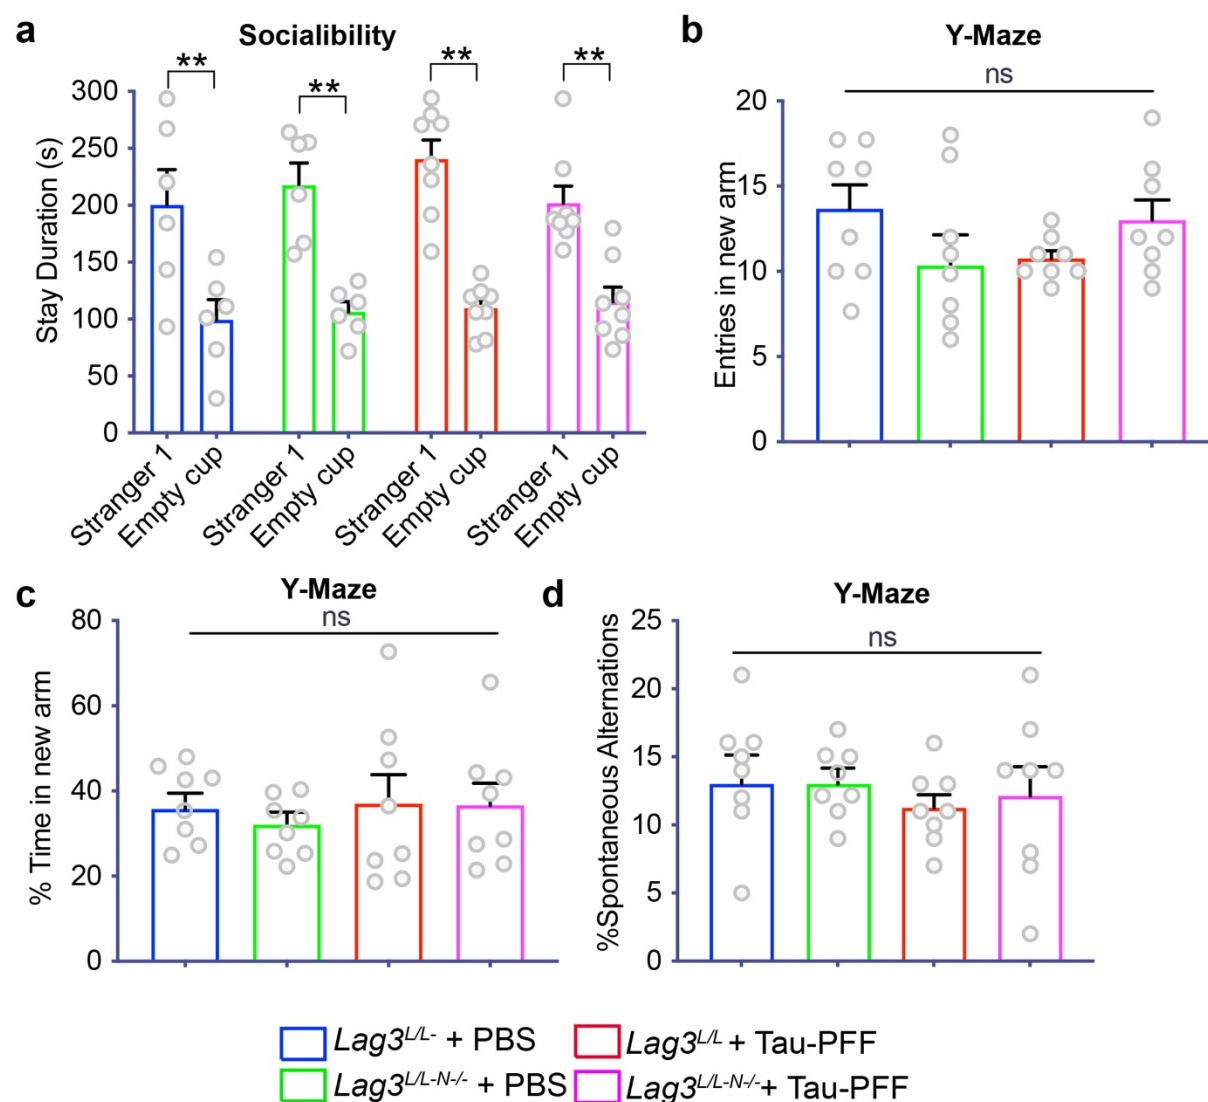 a
Socialibility
** ** ** **
Stay Duration (s)
300
250
200
150
100
50
0
Stranger 1 Empty cup Stranger 1 Empty cup Stranger 1 Empty cup Stranger 1 Empty cup
b
Y-Maze
ns
Entries in new arm
20
15
10
5
0
c
Y-Maze
ns
% Time in new arm
80
60
40
20
0
d
Y-Maze
ns
%Spontaneous Alternations
25
20
15
10
5
0
Lag3L/L- + PBS
Lag3L/L + Tau-PFF
Lag3L/L-N-/- + PBS
Lag3L/L-N-/- + Tau-PFF